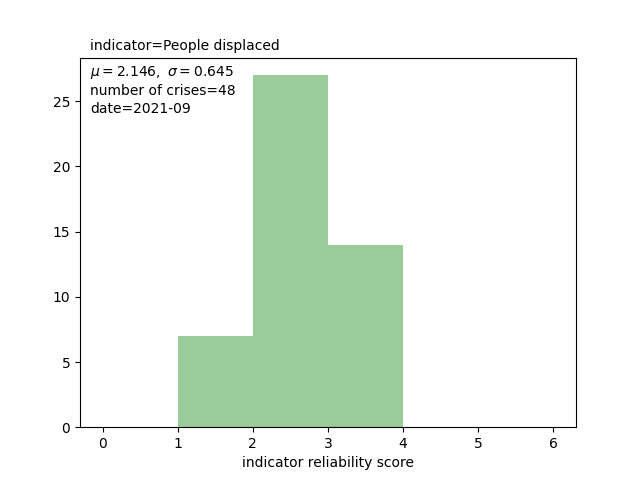 indicator=People displaced
μ = 2.146, σ = 0.645
number of crises=48
date=2021-09
25
20
15
10
5
0
0 1 2 3 4 5 6
indicator reliability score